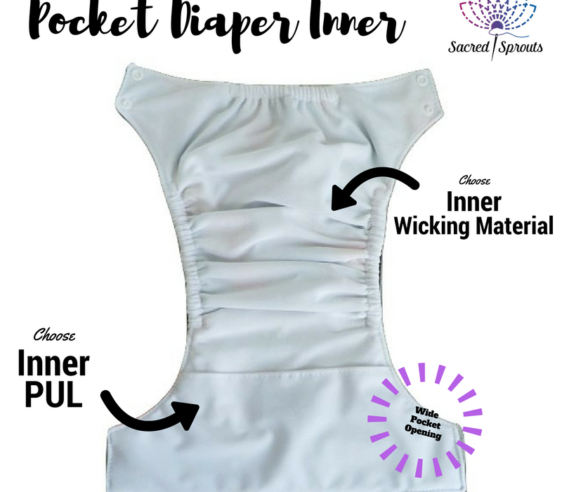 Pocket Diaper Inner
Sacred Sprouts
Choose
Inner
Wicking Material
Choose
Inner
PUL
Wide
Pocket
Opening